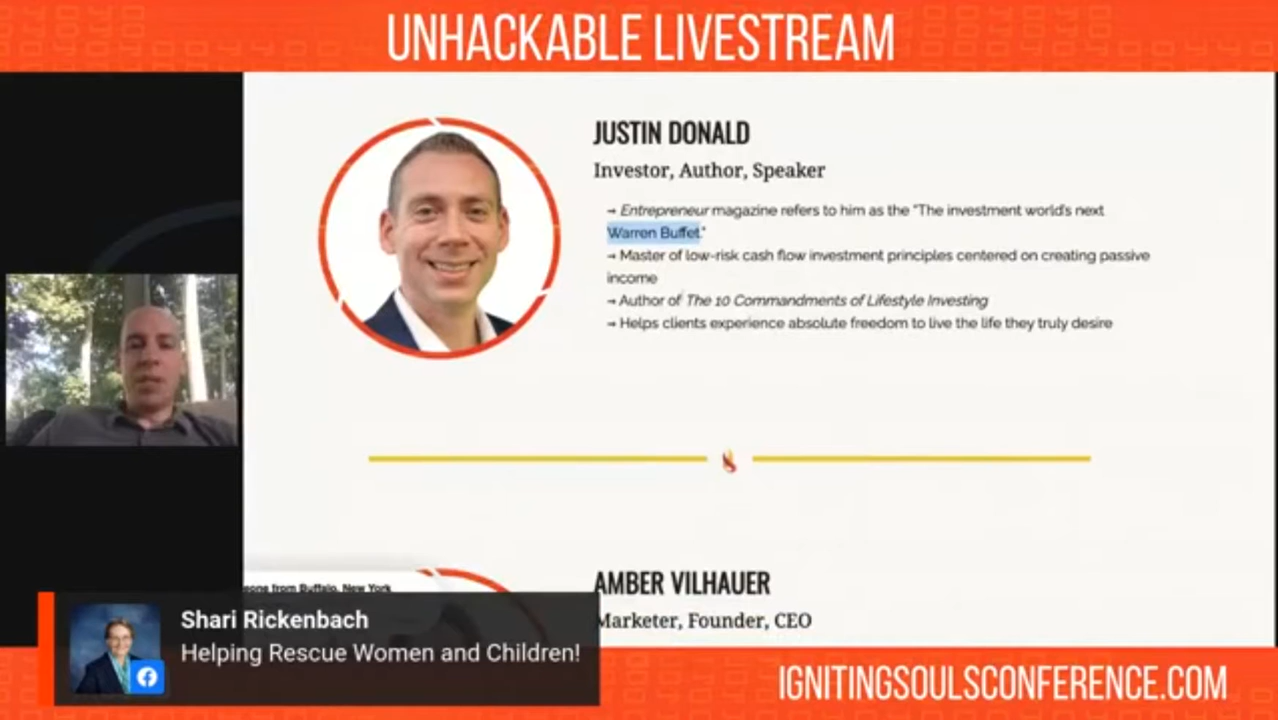 UNHACKABLE LIVESTREAM
JUSTIN DONALD
Investor, Author, Speaker
→ Entrepreneur magazine refers to him as the "The investment world's next
Warren Buffet."
→ Master of low-risk cash flow investment principles centered on creating passive
income
→ Author of The 10 Commandments of Lifestyle Investing
→ Helps clients experience absolute freedom to live the life they truly desire
AMBER VILHAUER
Marketer, Founder, CEO
from Buffalo, New York
Shari Rickenbach
Helping Rescue Women and Children!
IGNITINGSOULSCONFERENCE.COM